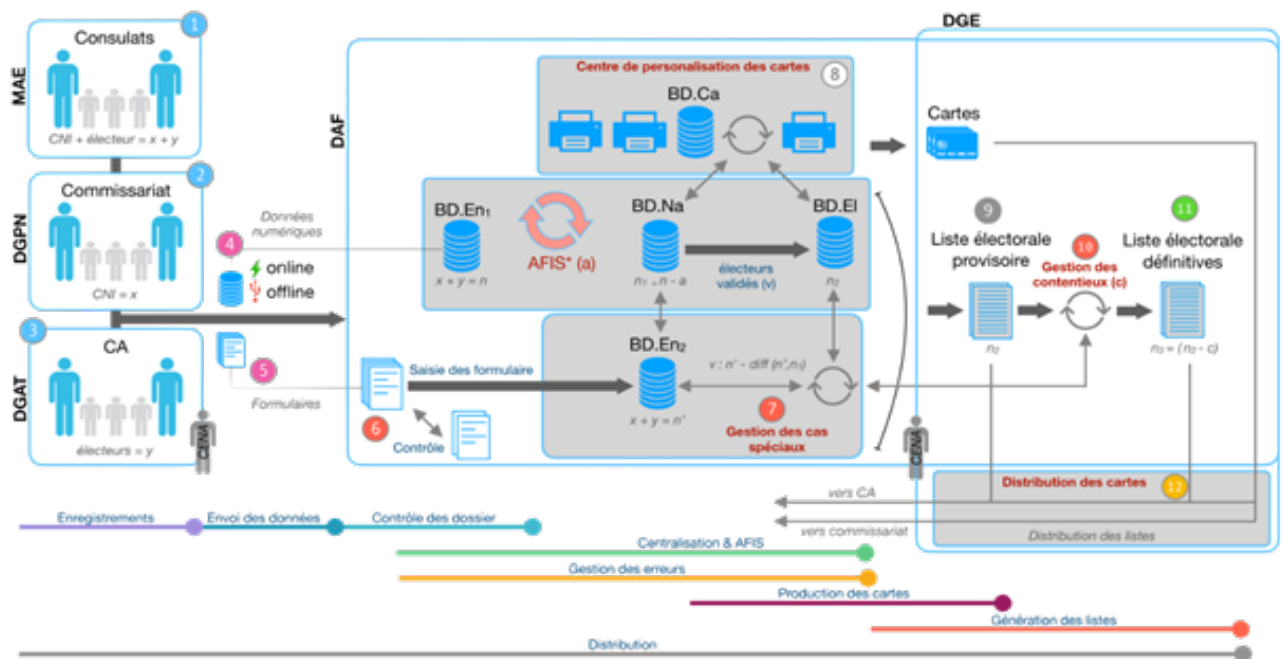 DGE
MAE
1
Consulats
CNI + électeur = x + y
DGPN
2
Commissariat
CNI = x
DGAT
3
CA
électeurs = y
CENA
4
Données
numériques
online
offline
5
Formulaires
DAF
Centre de personalisation des cartes
8
BD.Ca
BD.En₁
x + y = n
AFIS* (a)
BD.Na
électeurs
validés (v)
BD.El
n₂
BD.En₂
x + y = n'
v : n' - diff (n',n₁)
7
Gestion des cas
spéciaux
Saisie des formulaire
6
Contrôle
Cartes
9
Liste électorale
provisoire
n₂
10
Gestion des
contentieux (c)
11
Liste électorale
définitives
n₃ = (n₂ - c)
CENA
Distribution des cartes
12
Distribution des listes
vers CA
vers commissariat
Enregistrements
Envoi des données
Contrôle des dossier
Centralisation & AFIS
Gestion des erreurs
Production des cartes
Génération des listes
Distribution